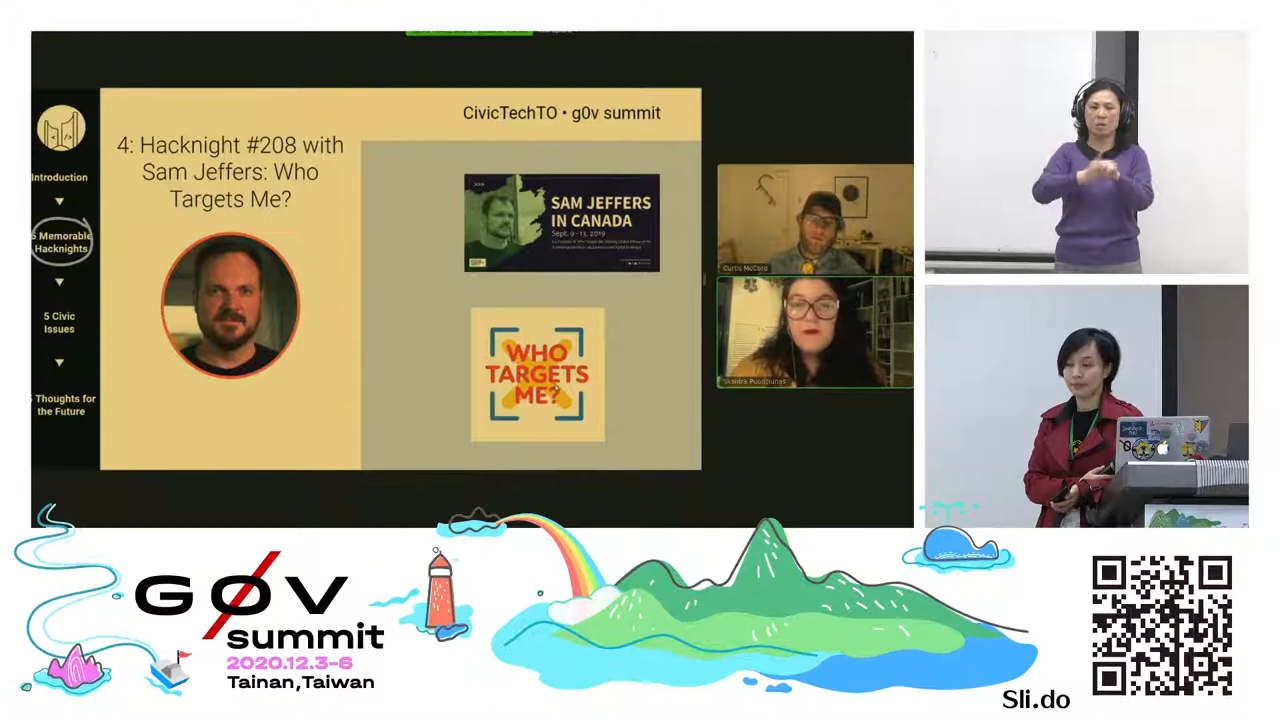 CivicTechTO • g0v summit
4: Hacknight #208 with
Sam Jeffers: Who
Targets Me?
Introduction
5 Memorable
Hacknights
5 Civic
Issues
Thoughts for
the Future
>>>
SAM JEFFERS
IN CANADA
Sept. 9 - 13, 2019
WHO
TARGETS
ME?
Curtis McCord
G0V
summit
2020.12.3-6
Tainan,Taiwan
Sli.do